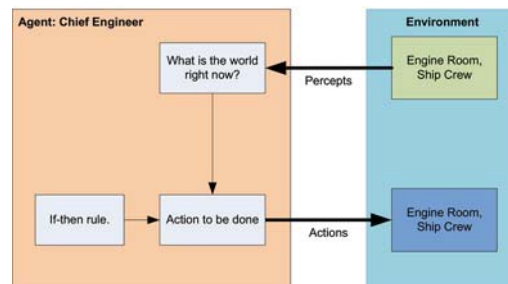 Agent: Chief Engineer
Environment
What is the world
right now?
Percepts
Engine Room,
Ship Crew
If-then rule.
Action to be done
Actions
Engine Room,
Ship Crew